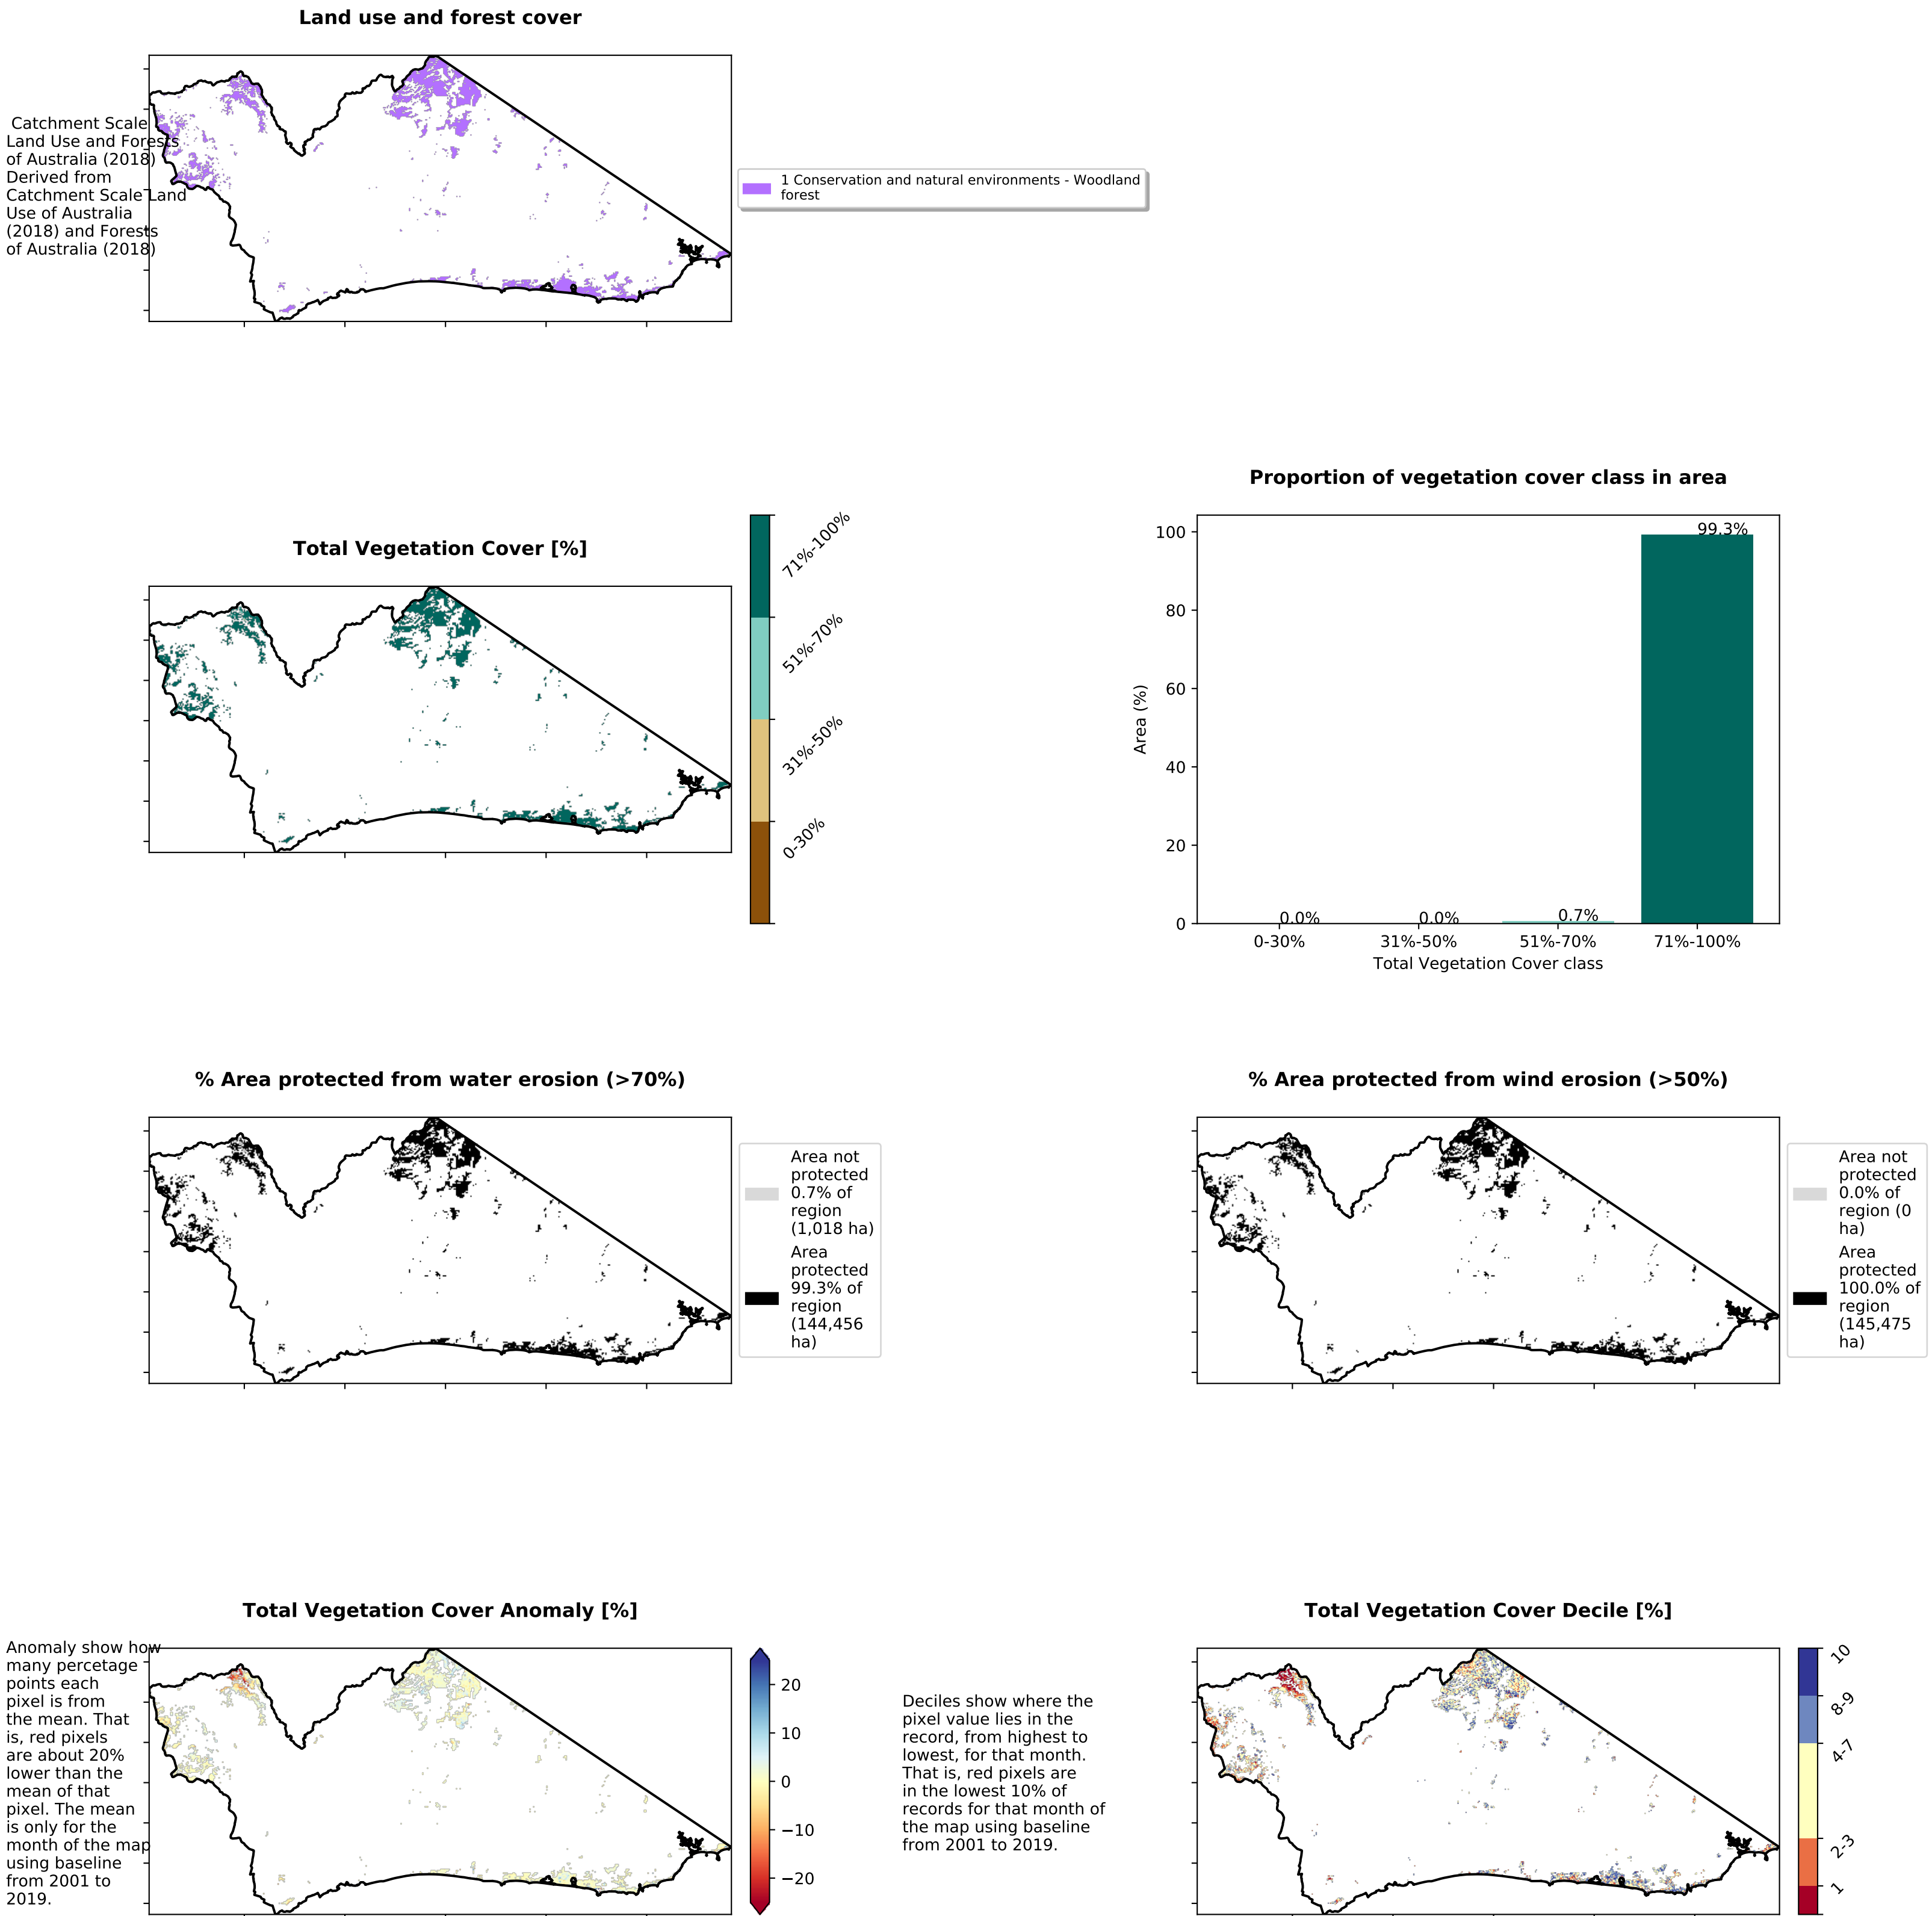 Land use and forest cover
Catchment Scale
Land Use and Forests
of Australia (2018)
Derived from
Catchment Scale Land
Use of Australia
(2018) and Forests
of Australia (2018)
1 Conservation and natural environments - Woodland
forest
Total Vegetation Cover [%]
71%-100%
51%-70%
31%-50%
0-30%
Proportion of vegetation cover class in area
Area (%)
100
80
60
40
20
0
0.0%
0.0%
0.7%
99.3%
0-30%
31%-50%
51%-70%
71%-100%
Total Vegetation Cover class
% Area protected from water erosion (>70%)
Area not
protected
0.7% of
region
(1,018 ha)
Area
protected
99.3% of
region
(144,456
ha)
% Area protected from wind erosion (>50%)
Area not
protected
0.0% of
region (0
ha)
Area
protected
100.0% of
region
(145,475
ha)
Total Vegetation Cover Anomaly [%]
Anomaly show how
many percetage
points each
pixel is from
the mean. That
is, red pixels
are about 20%
lower than the
mean of that
pixel. The mean
is only for the
month of the map
using baseline
from 2001 to
2019.
20
10
0
−10
−20
Total Vegetation Cover Decile [%]
Deciles show where the
pixel value lies in the
record, from highest to
lowest, for that month.
That is, red pixels are
in the lowest 10% of
records for that month of
the map using baseline
from 2001 to 2019.
10
8-9
4-7
2-3
1